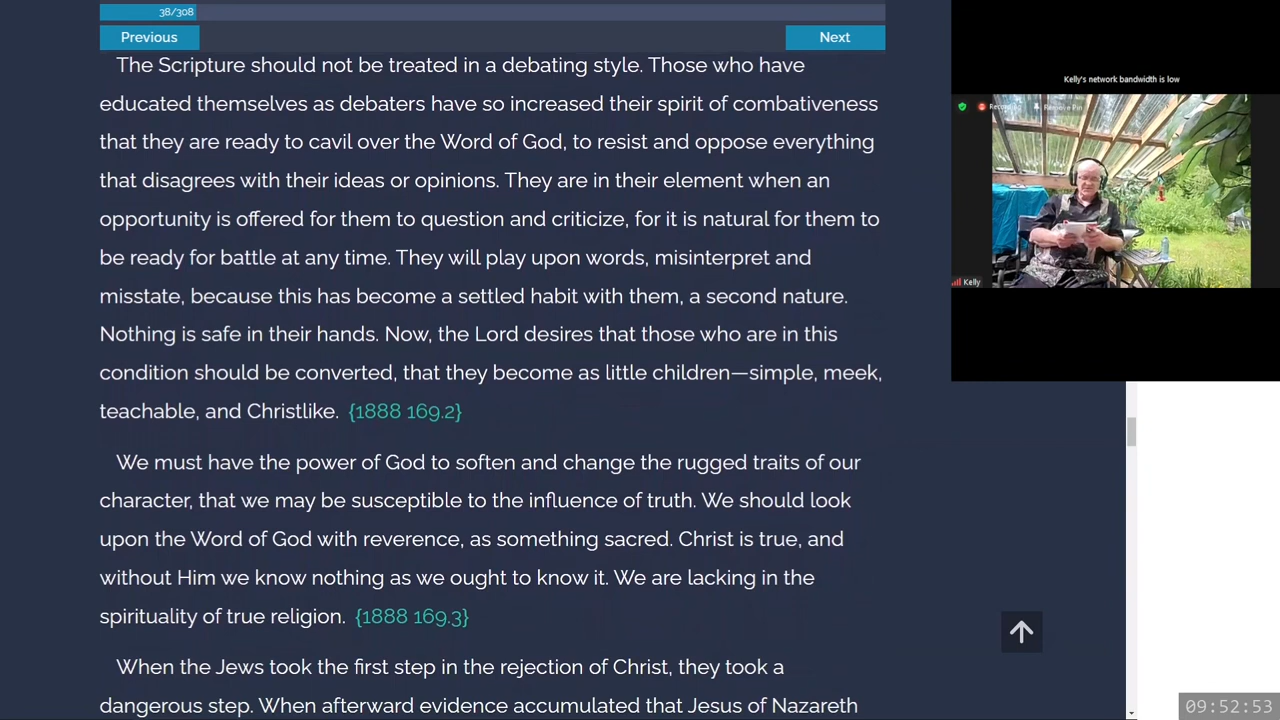 38/308
Previous
Next
The Scripture should not be treated in a debating style. Those who have
educated themselves as debaters have so increased their spirit of combativeness
that they are ready to cavil over the Word of God, to resist and oppose everything
that disagrees with their ideas or opinions. They are in their element when an
opportunity is offered for them to question and criticize, for it is natural for them to
be ready for battle at any time. They will play upon words, misinterpret and
misstate, because this has become a settled habit with them, a second nature.
Nothing is safe in their hands. Now, the Lord desires that those who are in this
condition should be converted, that they become as little children—simple, meek,
teachable, and Christlike. {1888 169.2}
We must have the power of God to soften and change the rugged traits of our
character, that we may be susceptible to the influence of truth. We should look
upon the Word of God with reverence, as something sacred. Christ is true, and
without Him we know nothing as we ought to know it. We are lacking in the
spirituality of true religion. {1888 169.3}
When the Jews took the first step in the rejection of Christ, they took a
dangerous step. When afterward evidence accumulated that Jesus of Nazareth
Kelly's network bandwidth is low
Remove Pin
Kelly
09:52:53